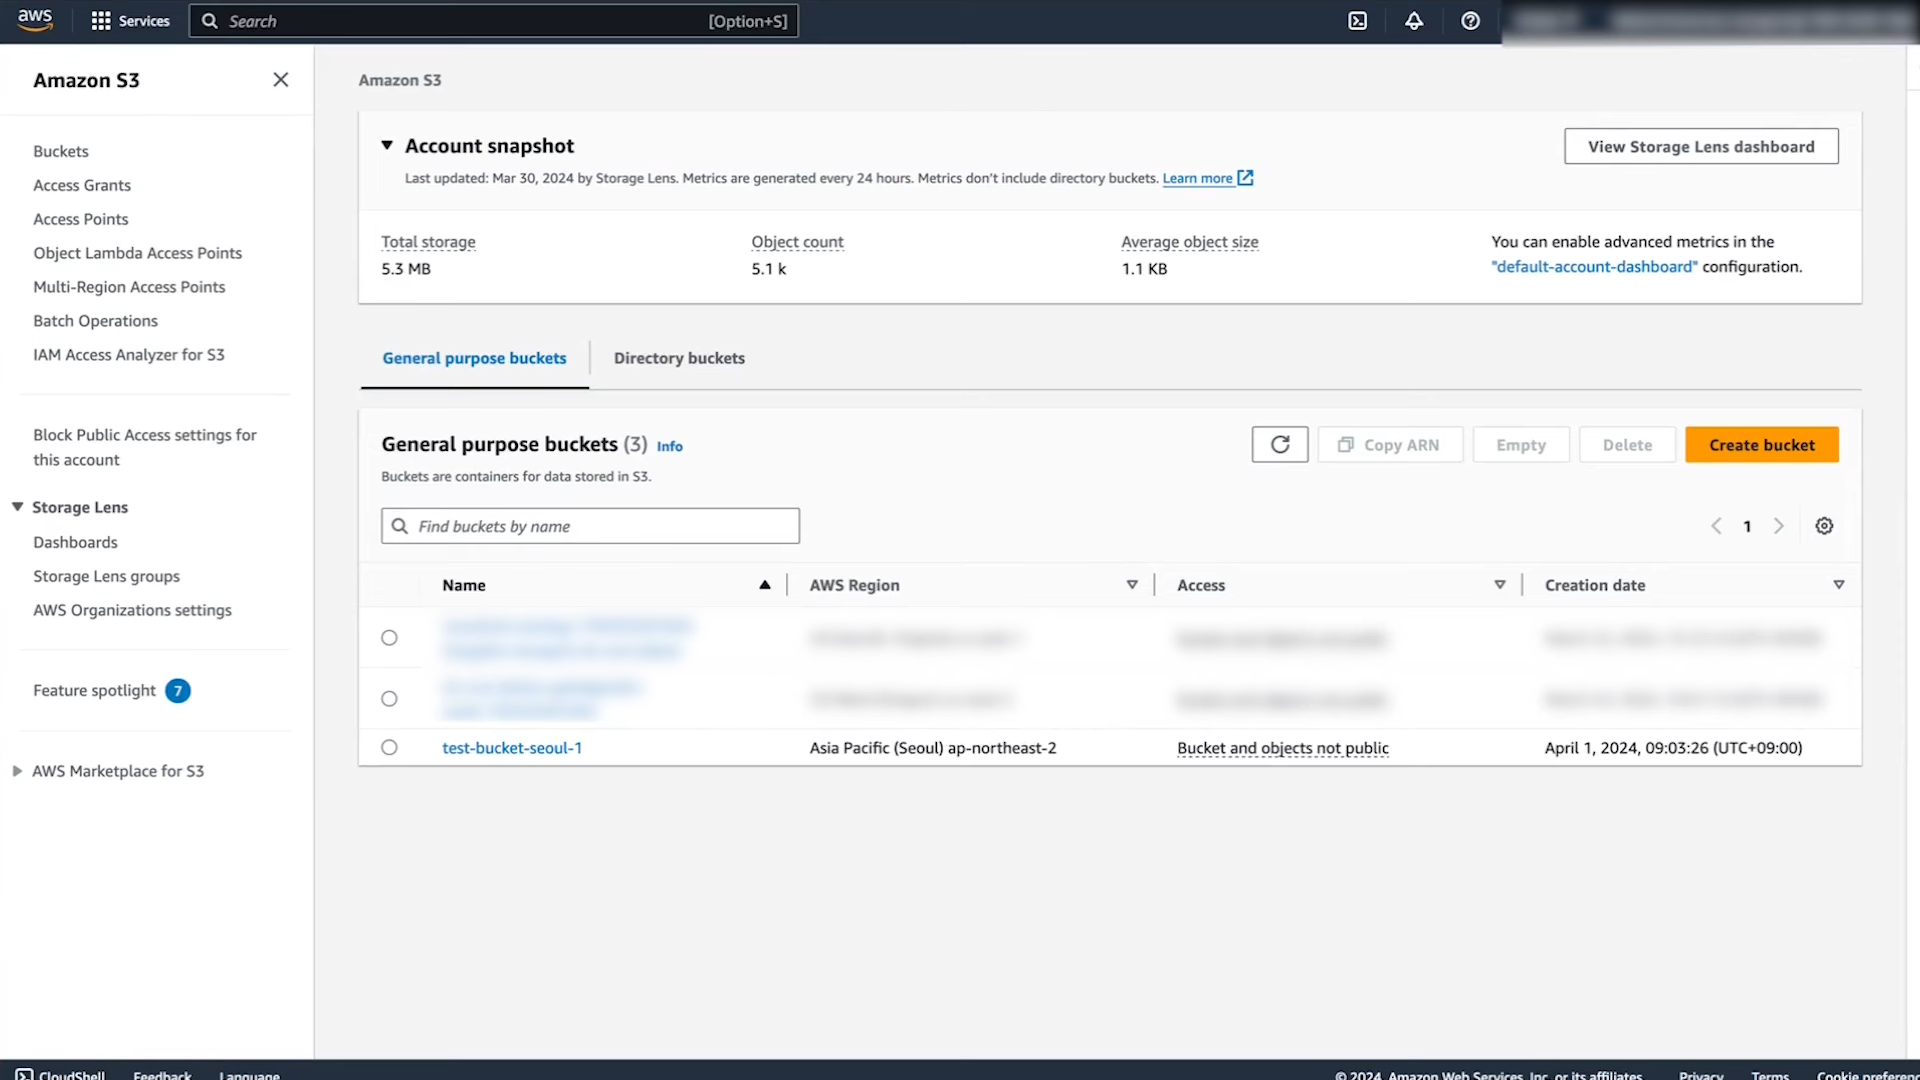 aws
Services
Search
[Option+S]
Amazon S3
Buckets
Access Grants
Access Points
Object Lambda Access Points
Multi-Region Access Points
Batch Operations
IAM Access Analyzer for S3
Block Public Access settings for
this account
Storage Lens
Dashboards
Storage Lens groups
AWS Organizations settings
Feature spotlight 7
AWS Marketplace for S3
Amazon S3
Account snapshot
View Storage Lens dashboard
Last updated: Mar 30, 2024 by Storage Lens. Metrics are generated every 24 hours. Metrics don't include directory buckets. Learn more
Total storage
5.3 MB
Object count
5.1 k
Average object size
1.1 KB
You can enable advanced metrics in the
"default-account-dashboard" configuration.
General purpose buckets
Directory buckets
General purpose buckets (3) Info
Buckets are containers for data stored in S3.
Copy ARN
Empty
Delete
Create bucket
Find buckets by name
1
Name
AWS Region
Access
Creation date
test-bucket-seoul-1
Asia Pacific (Seoul) ap-northeast-2
Bucket and objects not public
April 1, 2024, 09:03:26 (UTC+09:00)
CloudShell
Feedback
Language
© 2024, Amazon Web Services, Inc. or its affiliates.
Privacy
Terms
Cookie preferenc